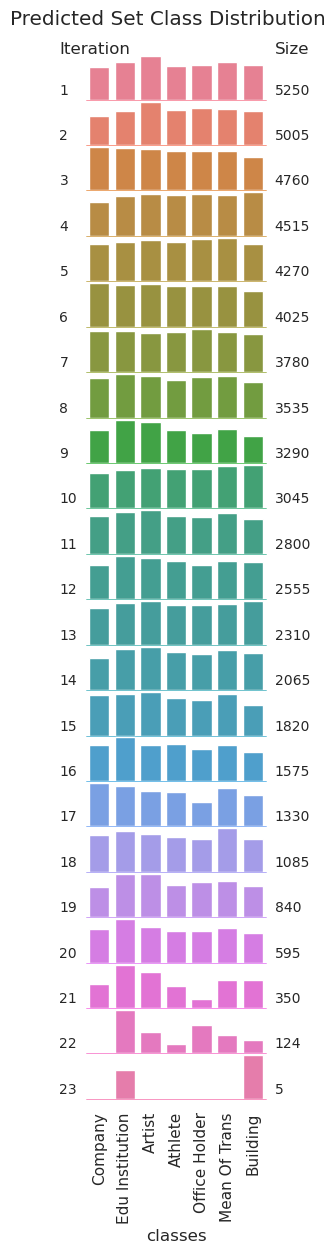 Predicted Set Class Distribution
Iteration Size
1 5250
2 5005
3 4760
4 4515
5 4270
6 4025
7 3780
8 3535
9 3290
10 3045
11 2800
12 2555
13 2310
14 2065
15 1820
16 1575
17 1330
18 1085
19 840
20 595
21 350
22 124
23 5
Company
Edu Institution
Artist
Athlete
Office Holder
Mean Of Trans
Building
classes